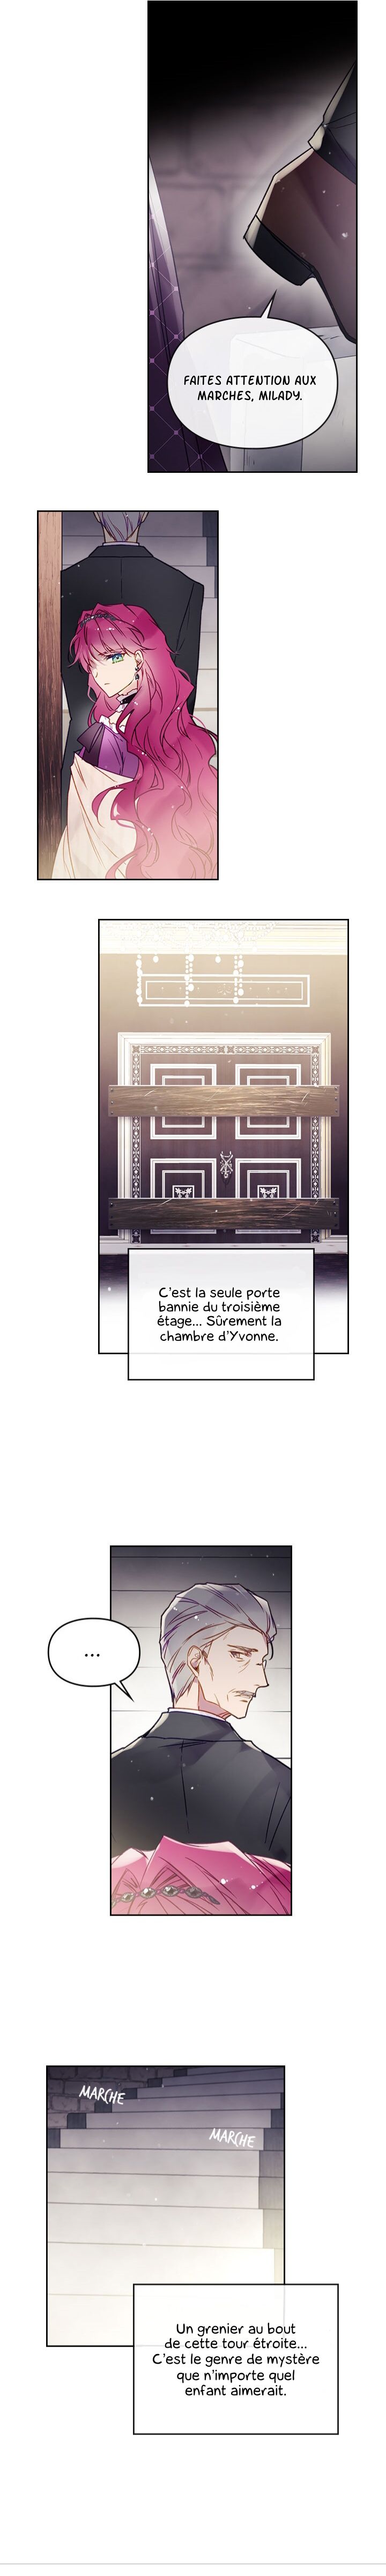 FAITES ATTENTION AUX
MARCHES, MILADY.
C'est la seule porte
bannie du troisième
étage... Sûrement la
chambre d'Yvonne.
...
MARCHE
MARCHE
Un grenier au bout
de cette tour étroite...
C'est le genre de mystère
que n'importe quel
enfant aimerait.